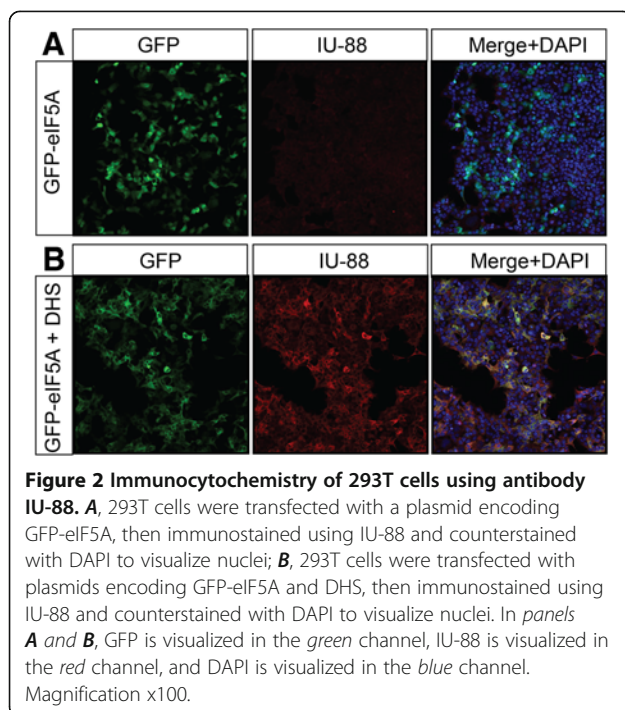 A
GFP IU-88 Merge+DAPI
GFP-eIF5A
B
GFP IU-88 Merge+DAPI
GFP-eIF5A + DHS
Figure 2 Immunocytochemistry of 293T cells using antibody
IU-88. A, 293T cells were transfected with a plasmid encoding
GFP-eIF5A, then immunostained using IU-88 and counterstained
with DAPI to visualize nuclei; B, 293T cells were transfected with
plasmids encoding GFP-eIF5A and DHS, then immunostained using
IU-88 and counterstained with DAPI to visualize nuclei. In panels
A and B, GFP is visualized in the green channel, IU-88 is visualized in
the red channel, and DAPI is visualized in the blue channel.
Magnification x100.